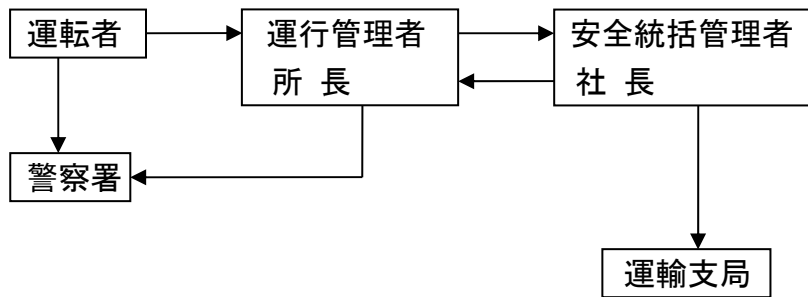 運転者
運行管理者
所 長
安全統括管理者
社 長
警察署
運輸支局